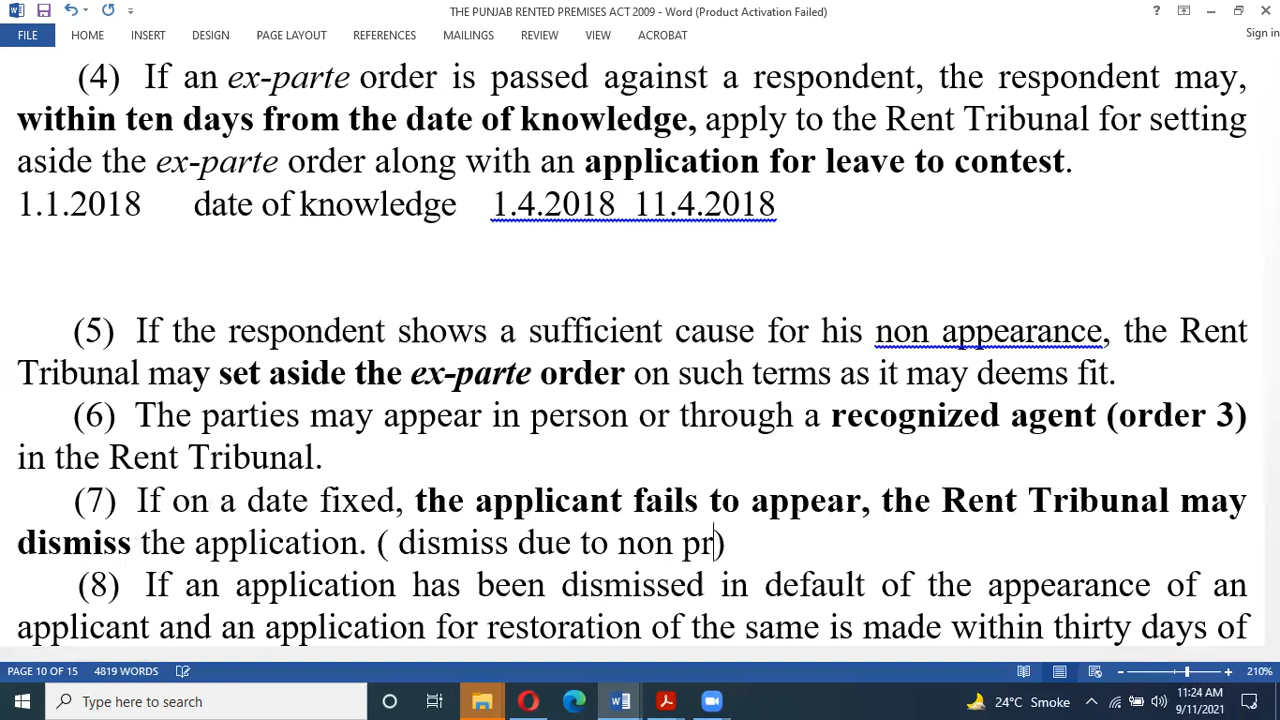 THE PUNJAB RENTED PREMISES ACT 2009 - Word (Product Activation Failed)
?
FILE HOME INSERT DESIGN PAGE LAYOUT REFERENCES MAILINGS REVIEW VIEW ACROBAT Sign in
(4) If an ex-parte order is passed against a respondent, the respondent may,
within ten days from the date of knowledge, apply to the Rent Tribunal for setting
aside the ex-parte order along with an application for leave to contest.
1.1.2018 date of knowledge 1.4.2018 11.4.2018
(5) If the respondent shows a sufficient cause for his non appearance, the Rent
Tribunal may set aside the ex-parte order on such terms as it may deems fit.
(6) The parties may appear in person or through a recognized agent (order 3)
in the Rent Tribunal.
(7) If on a date fixed, the applicant fails to appear, the Rent Tribunal may
dismiss the application. ( dismiss due to non pr)
(8) If an application has been dismissed in default of the appearance of an
applicant and an application for restoration of the same is made within thirty days of
PAGE 10 OF 15 4819 WORDS 210%
Type here to search 24°C Smoke 11:24 AM
9/11/2021